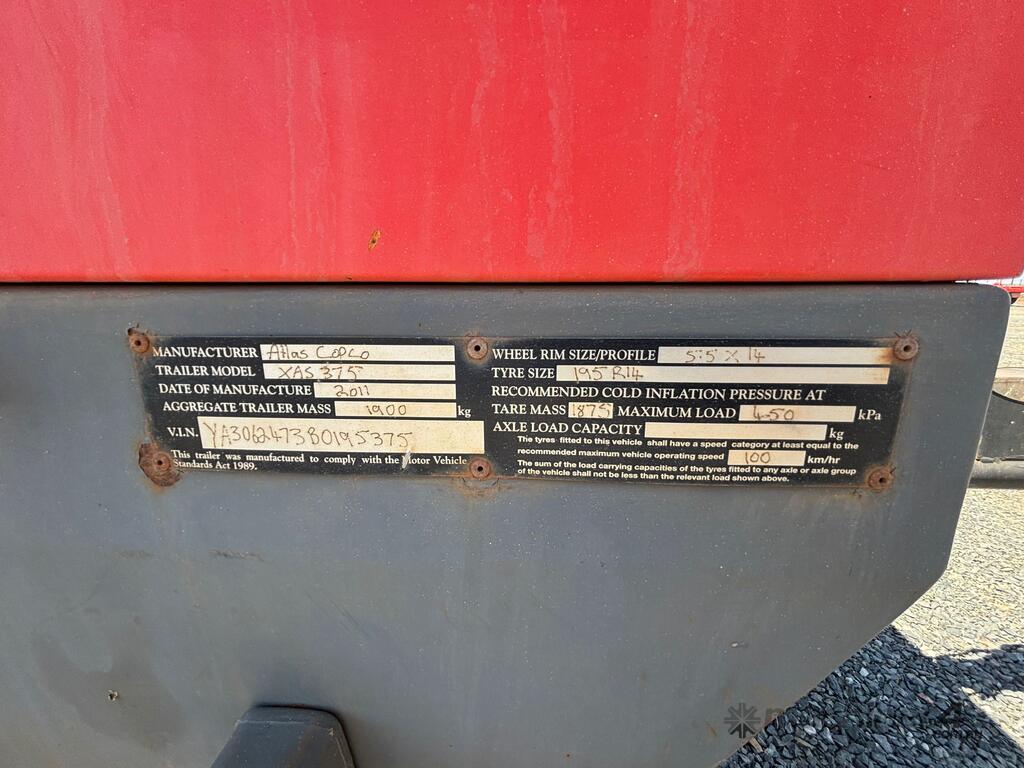 MANUFACTURER Atlas Copco
TRAILER MODEL XAS 375
DATE OF MANUFACTURE 2011
AGGREGATE TRAILER MASS 1900 kg
V.I.N. YA3062473B0195375
This trailer was manufactured to comply with the Motor Vehicle
Standards Act 1989.
WHEEL RIM SIZE/PROFILE 5.5 X 14
TYRE SIZE 195 R14
RECOMMENDED COLD INFLATION PRESSURE AT
TARE MASS 1875 MAXIMUM LOAD 450 kPa
AXLE LOAD CAPACITY kg
The tyres fitted to this vehicle shall have a speed category at least equal to the
recommended maximum vehicle operating speed 100 km/hr
The sum of the load carrying capacities of the tyres fitted to any axle or axle group
of the vehicle shall not be less than the relevant load shown above.